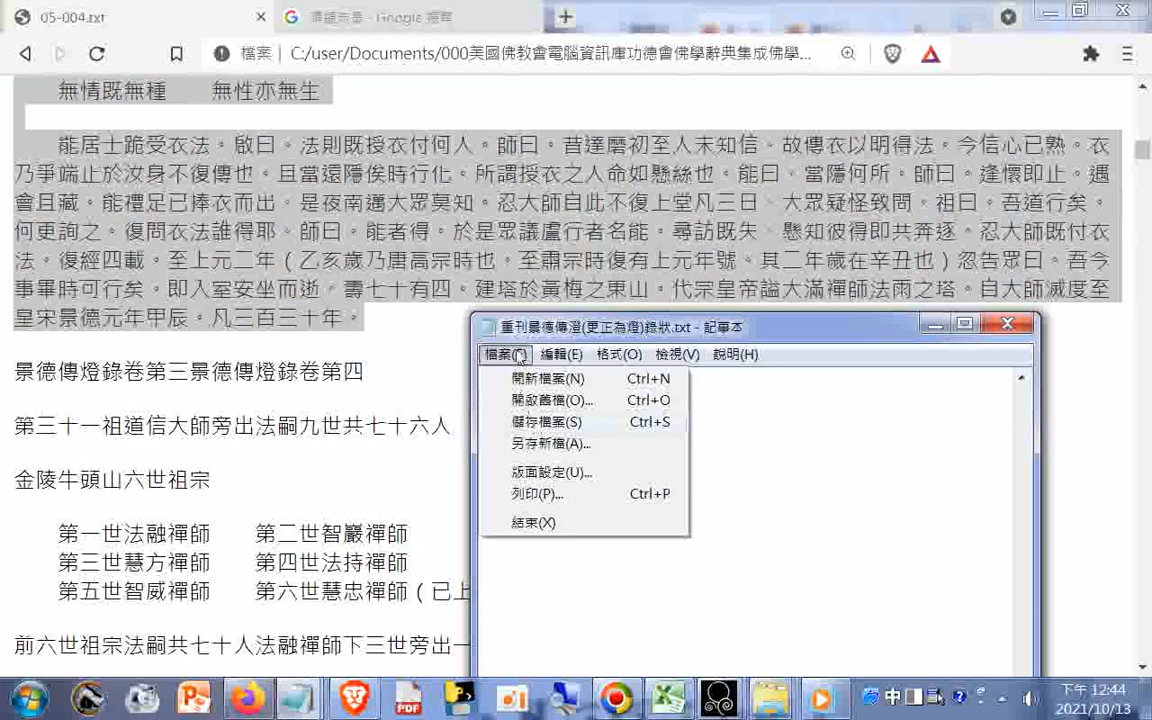 05-004.txt
Google
檔案
C:/user/Documents/000美國佛教會電腦資訊庫功德會佛學辭典集成佛學...
無情既無種 無性亦無生
能居士跪受衣法。啟曰。法則既授衣付何人。師曰。昔達磨初至人未知信。故傳衣以明得法。今信心已熟。衣
乃爭端止於汝身不復傳也。且當遠隱俟時行化。所謂授衣之人命如懸絲也。能曰。當隱何所。師曰。逢懷即止。遇
會且藏。能禮足已捧衣而出。是夜南邁大眾莫知。忍大師自此不復上堂凡三日。大眾疑怪致問。祖曰。吾道行矣。
何更詢之。復問衣法誰得耶。師曰。能者得。於是眾議盧行者名能。尋訪既失。懸知彼得即共奔逐。忍大師既付衣
法。復經四載。至上元二年（乙亥歲乃唐高宗時也。至肅宗時復有上元年號。其二年歲在辛丑也）忽告眾曰。吾今
事畢時可行矣。即入室安坐而逝。壽七十有四。建塔於黃梅之東山。代宗皇帝謚大滿禪師法雨之塔。自大師滅度至
皇宋景德元年甲辰。凡三百三十年。
景德傳燈錄卷第三景德傳燈錄卷第四
第三十一祖道信大師旁出法嗣九世共七十六人
金陵牛頭山六世祖宗
第一世法融禪師 第二世智巖禪師
第三世慧方禪師 第四世法持禪師
第五世智威禪師 第六世慧忠禪師（已上
前六世祖宗法嗣共七十人法融禪師下三世旁出一
重刊景德傳澄(更正為燈)錄狀.txt - 記事本
檔案(F) 編輯(E) 格式(O) 檢視(V) 說明(H)
開新檔案(N) Ctrl+N
開啟舊檔(O)... Ctrl+O
儲存檔案(S) Ctrl+S
另存新檔(A)...
版面設定(U)...
列印(P)... Ctrl+P
結束(X)
PDF
中
下午 12:44
2021/10/13